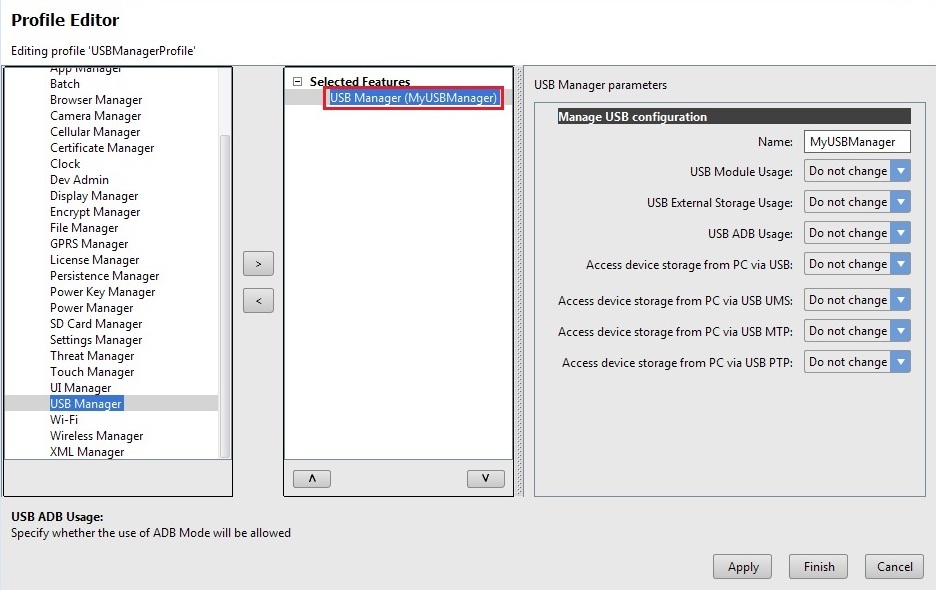 Profile Editor
Editing profile 'USBManagerProfile'
App Manager
Batch
Browser Manager
Camera Manager
Cellular Manager
Certificate Manager
Clock
Dev Admin
Display Manager
Encrypt Manager
File Manager
GPRS Manager
License Manager
Persistence Manager
Power Key Manager
Power Manager
SD Card Manager
Settings Manager
Threat Manager
Touch Manager
UI Manager
USB Manager
Wi-Fi
Wireless Manager
XML Manager
>
<
Selected Features
USB Manager (MyUSBManager)
Λ
V
USB Manager parameters
Manage USB configuration
Name: MyUSBManager
USB Module Usage: Do not change
USB External Storage Usage: Do not change
USB ADB Usage: Do not change
Access device storage from PC via USB: Do not change
Access device storage from PC via USB UMS: Do not change
Access device storage from PC via USB MTP: Do not change
Access device storage from PC via USB PTP: Do not change
USB ADB Usage:
Specify whether the use of ADB Mode will be allowed
Apply Finish Cancel